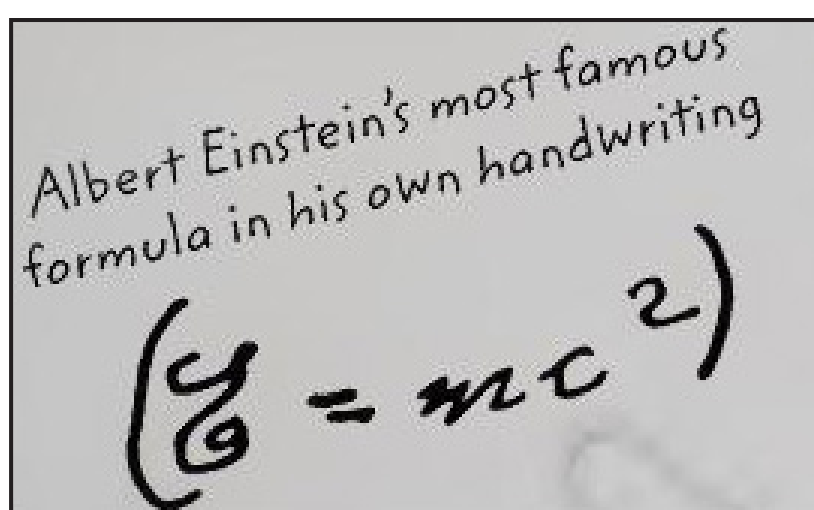 Albert Einstein's most famous
formula in his own handwriting
(E = mc²)